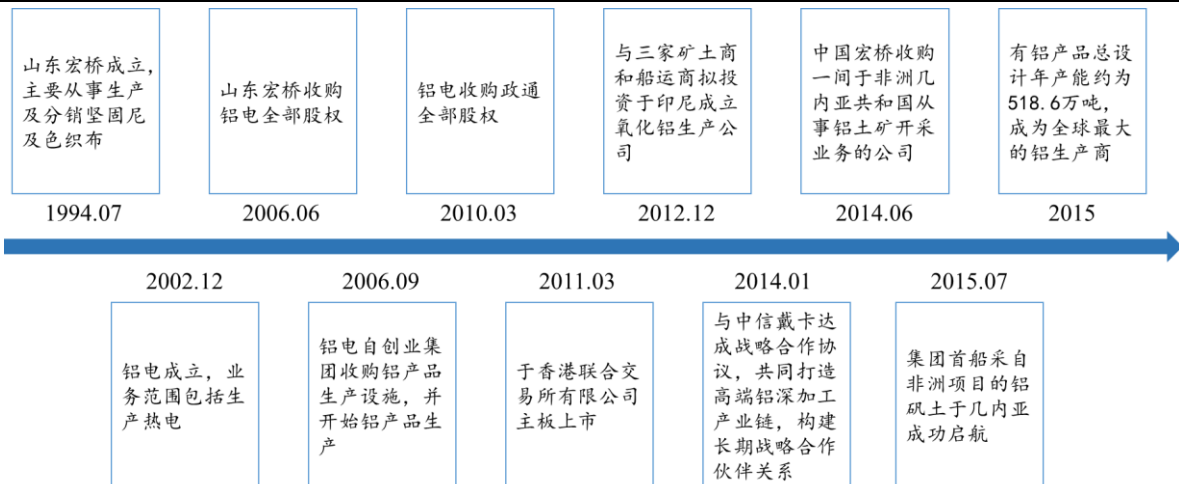 山东宏桥成立，
主要从事生产
及分销坚固尼
及色织布
山东宏桥收购
铝电全部股权
铝电收购政通
全部股权
与三家矿土商
和船运商拟投
资于印尼成立
氧化铝生产公
司
中国宏桥收购
一间于非洲几
内亚共和国从
事铝土矿开采
业务的公司
有铝产品总设
计年产能约为
518.6万吨，
成为全球最大
的铝生产商
1994.07
2006.06
2010.03
2012.12
2014.06
2015
2002.12
2006.09
2011.03
2014.01
2015.07
铝电成立，业
务范围包括生
产热电
铝电自创业集
团收购铝产品
生产设施，并
开始铝产品生
产
于香港联合交
易所有限公司
主板上市
与中信戴卡达
成战略合作协
议，共同打造
高端铝深加工
产业链，构建
长期战略合作
伙伴关系
集团首船采自
非洲项目的铝
矾土于几内亚
成功启航